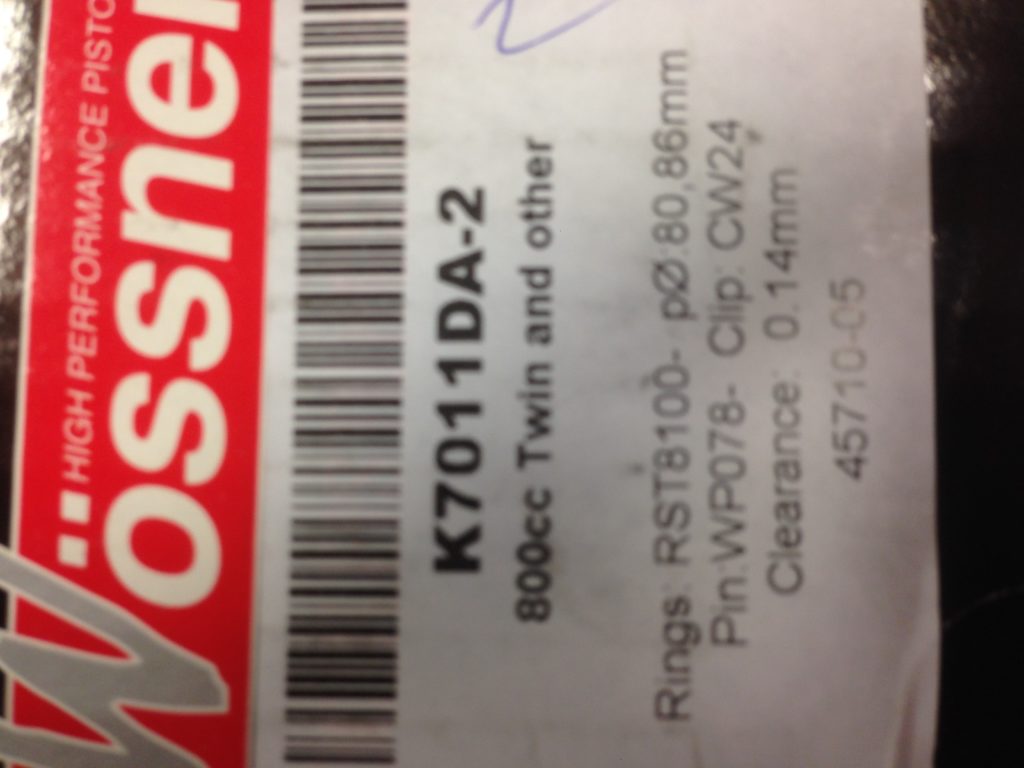 HIGH PERFORMANCE PISTO
Wössner
K7011DA-2
800cc Twin and other
Rings: RST8100- pØ:80,86mm
Pin:WP078- Clip: CW24
Clearance: 0.14mm
45710-05